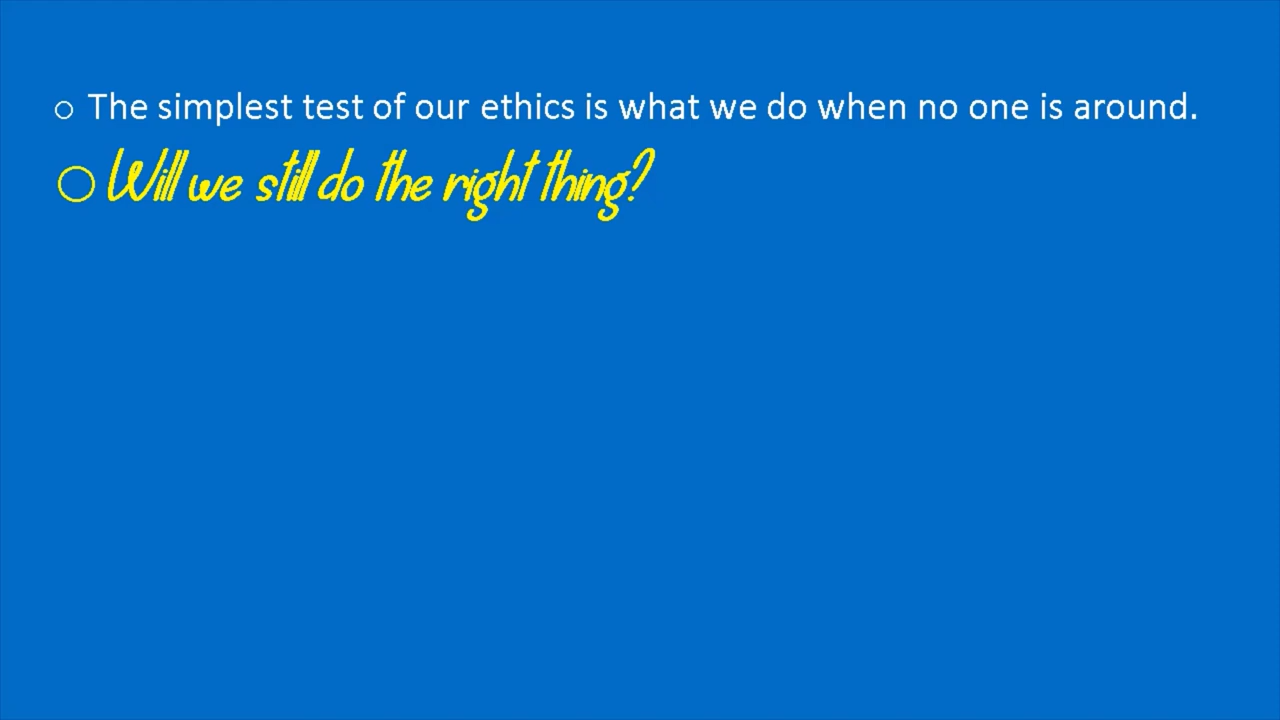 ○ The simplest test of our ethics is what we do when no one is around.
○ Will we still do the right thing?